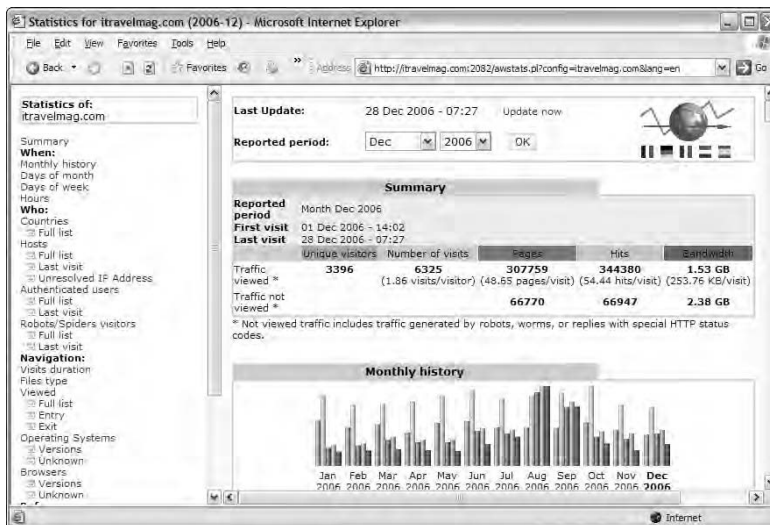 Statistics for itravelmag.com (2006-12) - Microsoft Internet Explorer
File Edit View Favorites Tools Help
Back Favorites Address http://itravelmag.com:2082/awstats.pl?config=itravelmag.com&lang=en Go
Statistics of:
itravelmag.com
Summary
When:
Monthly history
Days of month
Days of week
Hours
Who:
Countries
Full list
Hosts
Full list
Last visit
Unresolved IP Address
Authenticated users
Full list
Last visit
Robots/Spiders visitors
Full list
Last visit
Navigation:
Visits duration
Files type
Viewed
Full list
Entry
Exit
Operating Systems
Versions
Unknown
Browsers
Versions
Unknown
Last Update: 28 Dec 2006 - 07:27 Update now
Reported period: Dec 2006 OK
Summary
Reported period Month Dec 2006
First visit 01 Dec 2006 - 14:02
Last visit 28 Dec 2006 - 07:27
Unique visitors Number of visits Pages Hits Bandwidth
Traffic viewed * 3396 6325 307759 344380 1.53 GB
(1.86 visits/visitor) (48.65 pages/visit) (54.44 hits/visit) (253.76 KB/visit)
Traffic not viewed * 66770 66947 2.38 GB
* Not viewed traffic includes traffic generated by robots, worms, or replies with special HTTP status
codes.
Monthly history
Jan Feb Mar Apr May Jun Jul Aug Sep Oct Nov Dec
2006 2006 2006 2006 2006 2006 2006 2006 2006 2006 2006 2006
Internet